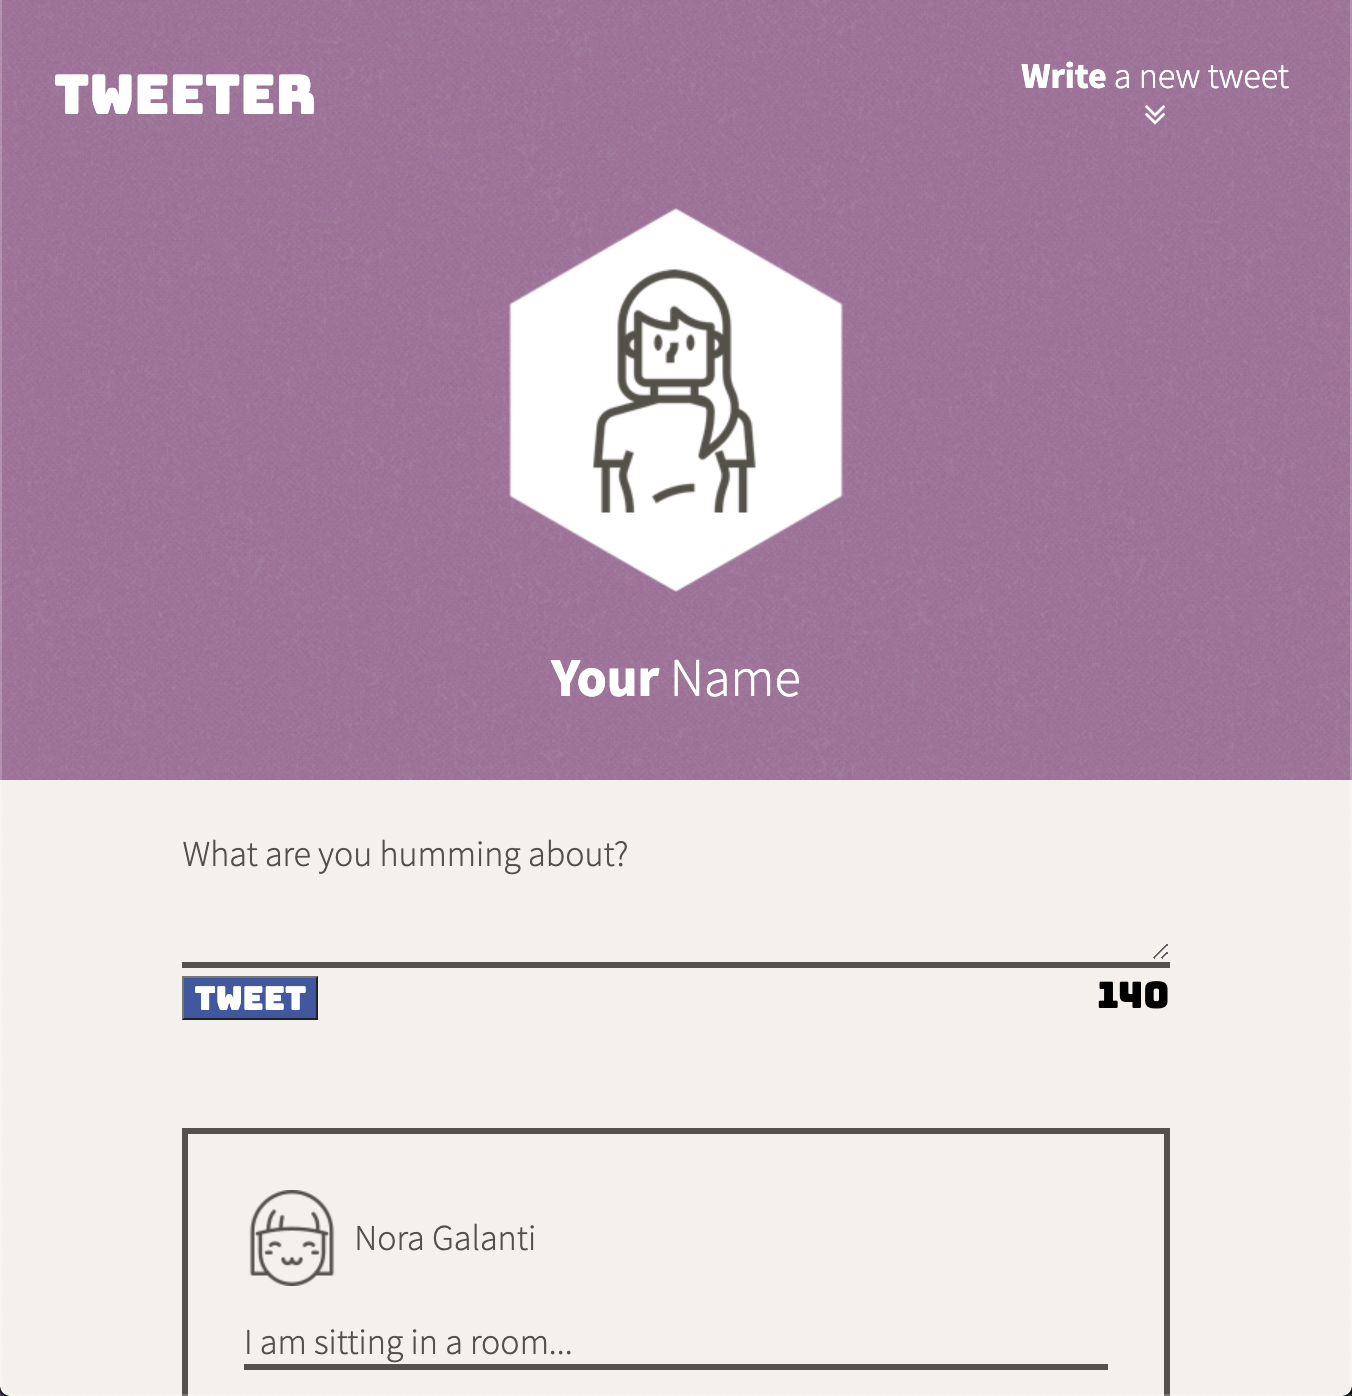 TWEETER
Write a new tweet
Your Name
What are you humming about?
TWEET
140
Nora Galanti
I am sitting in a room...